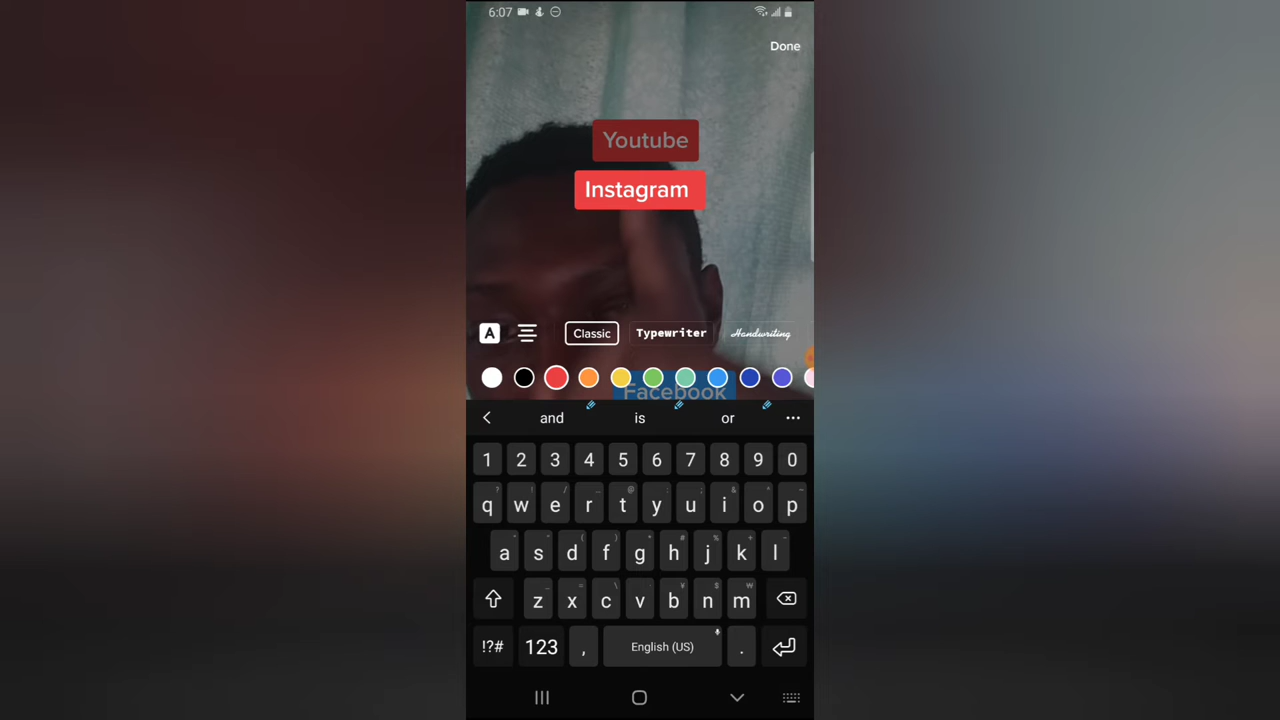 6:07
Done
Youtube
Instagram
A
Classic Typewriter Handwriting
Facebook
and is or
1 2 3 4 5 6 7 8 9 0
q w e r t y u i o p
a s d f g h j k l
z x c v b n m
!?# 123 , English (US) .